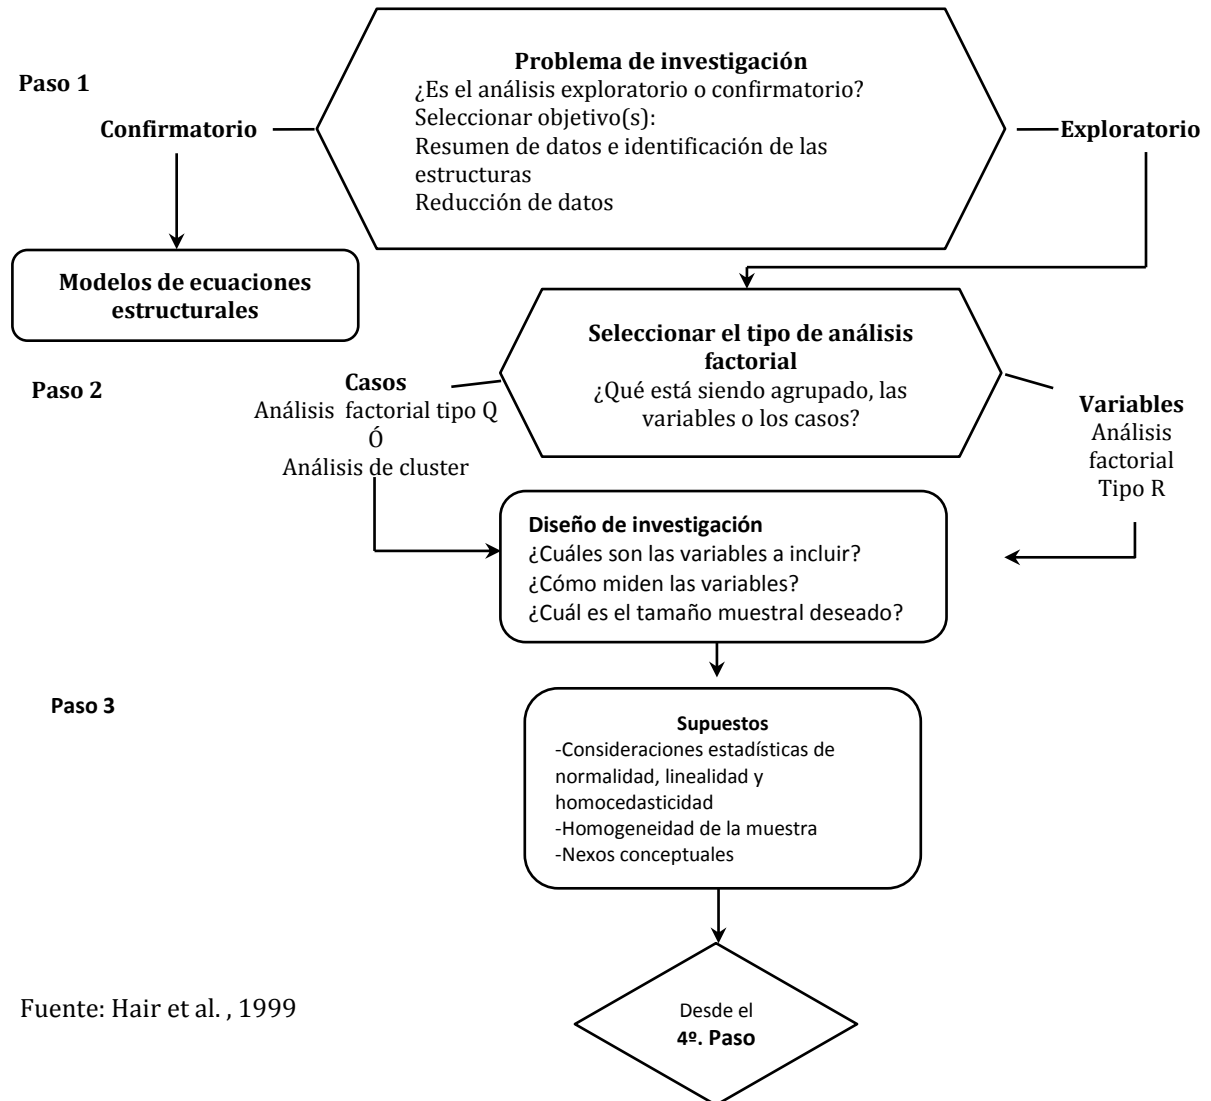 Problema de investigación
Paso 1
¿Es el análisis exploratorio o confirmatorio?
Seleccionar objetivo(s):
Confirmatorio
Exploratorio
Resumen de datos e identificación de las
estructuras
Reducción de datos
Modelos de ecuaciones
estructurales
Seleccionar el tipo de análisis
factorial
¿Qué está siendo agrupado, las
variables o los casos?
Paso 2
Casos
Análisis factorial tipo Q
Ó
Análisis de cluster
Variables
Análisis
factorial
Tipo R
Diseño de investigación
¿Cuáles son las variables a incluir?
¿Cómo miden las variables?
¿Cuál es el tamaño muestral deseado?
Paso 3
Supuestos
-Consideraciones estadísticas de
normalidad, linealidad y
homocedasticidad
-Homogeneidad de la muestra
-Nexos conceptuales
Fuente: Hair et al. , 1999
Desde el
4º. Paso